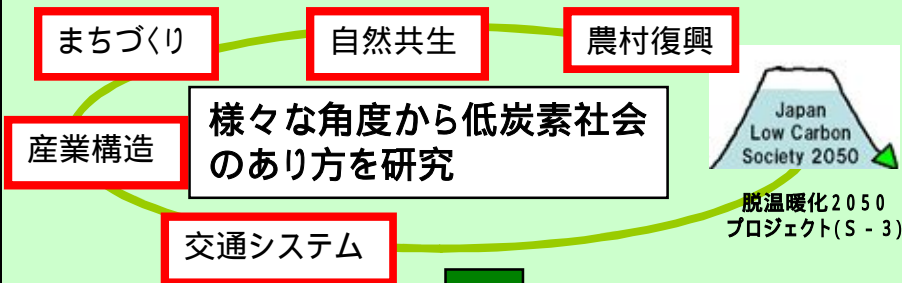 まちづくり
自然共生
農村復興
様々な角度から低炭素社会
のあり方を研究
産業構造
交通システム
Japan
Low Carbon
Society 2050
脱温暖化2050
プロジェクト(S-3)